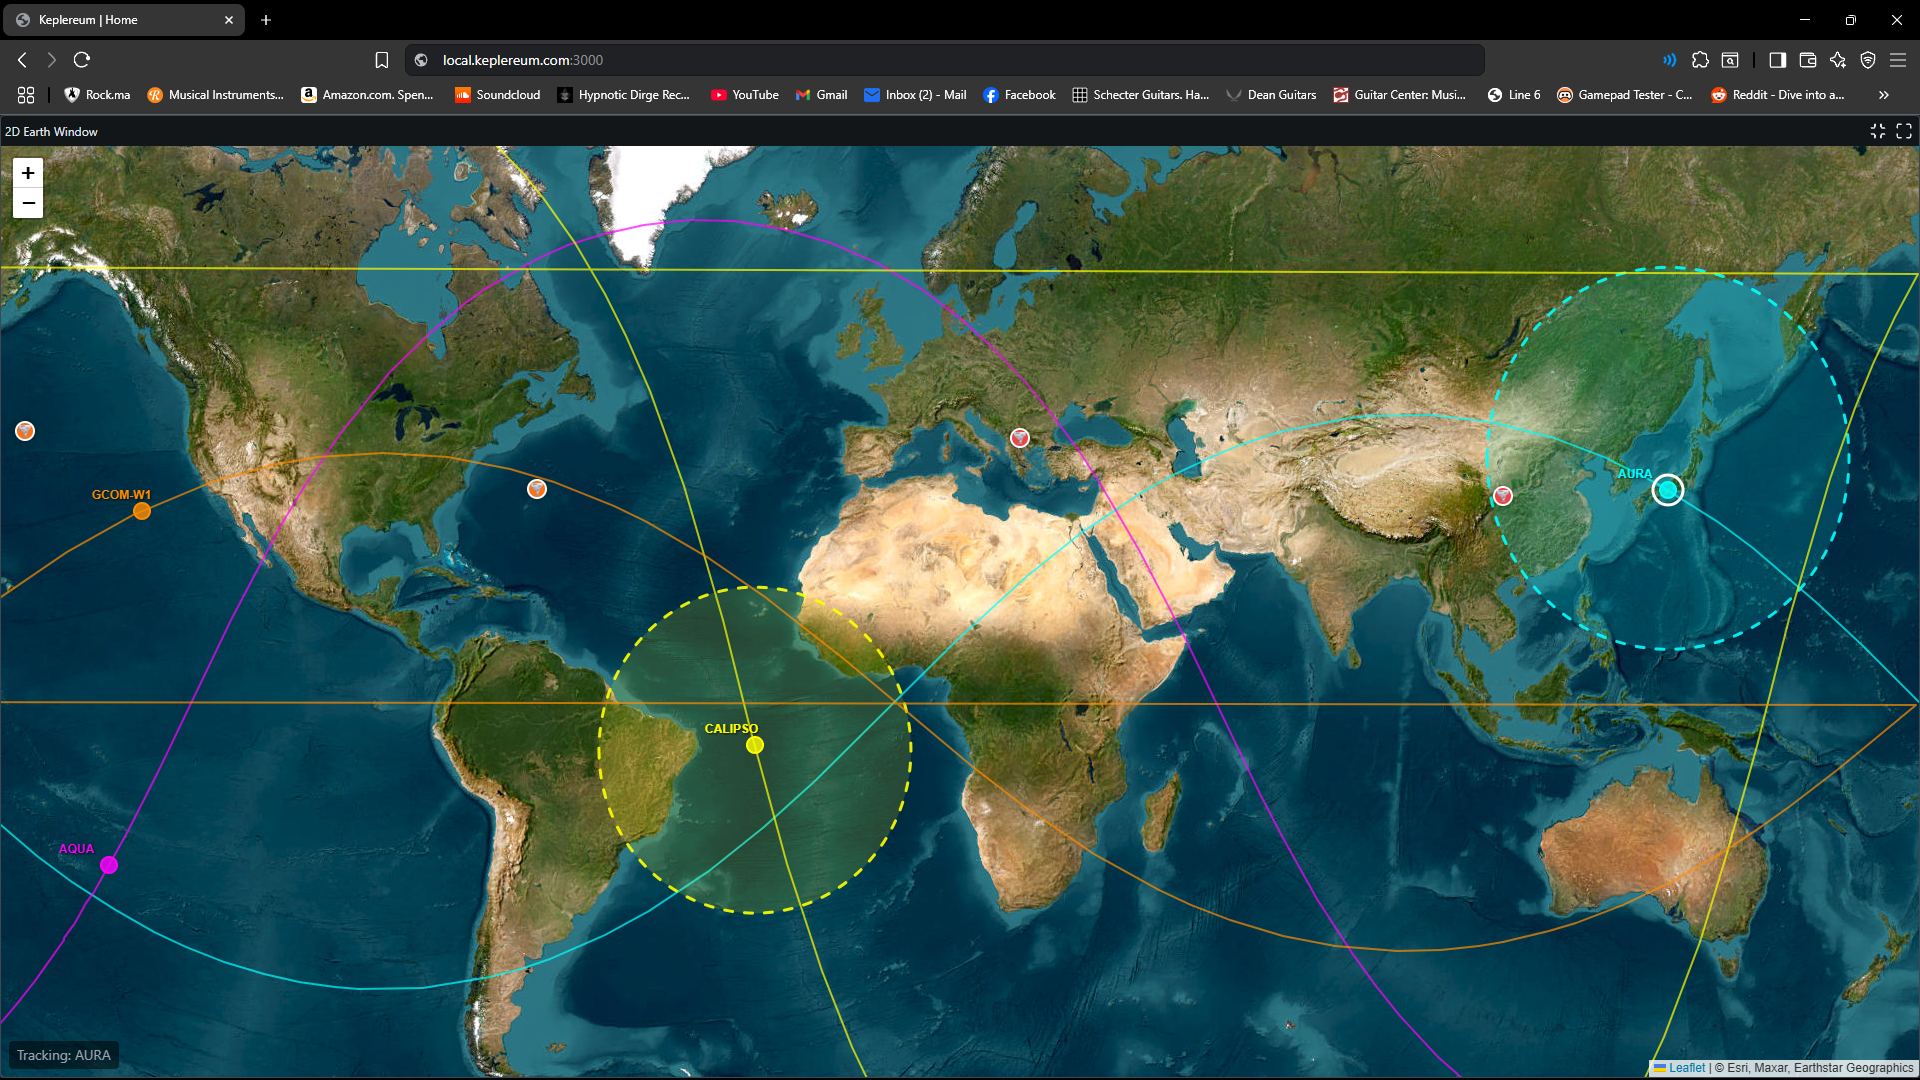 Keplereum | Home
local.keplereum.com:3000
Rock.ma
Musical Instruments...
Amazon.com. Spen...
Soundcloud
Hypnotic Dirge Rec...
YouTube
Gmail
Inbox (2) - Mail
Facebook
Schecter Guitars. Ha...
Dean Guitars
Guitar Center: Musi...
Line 6
Gamepad Tester - C...
Reddit - Dive into a...
2D Earth Window
+
−
AURA
GCOM-W1
CALIPSO
AQUA
Tracking: AURA
Leaflet | © Esri, Maxar, Earthstar Geographics